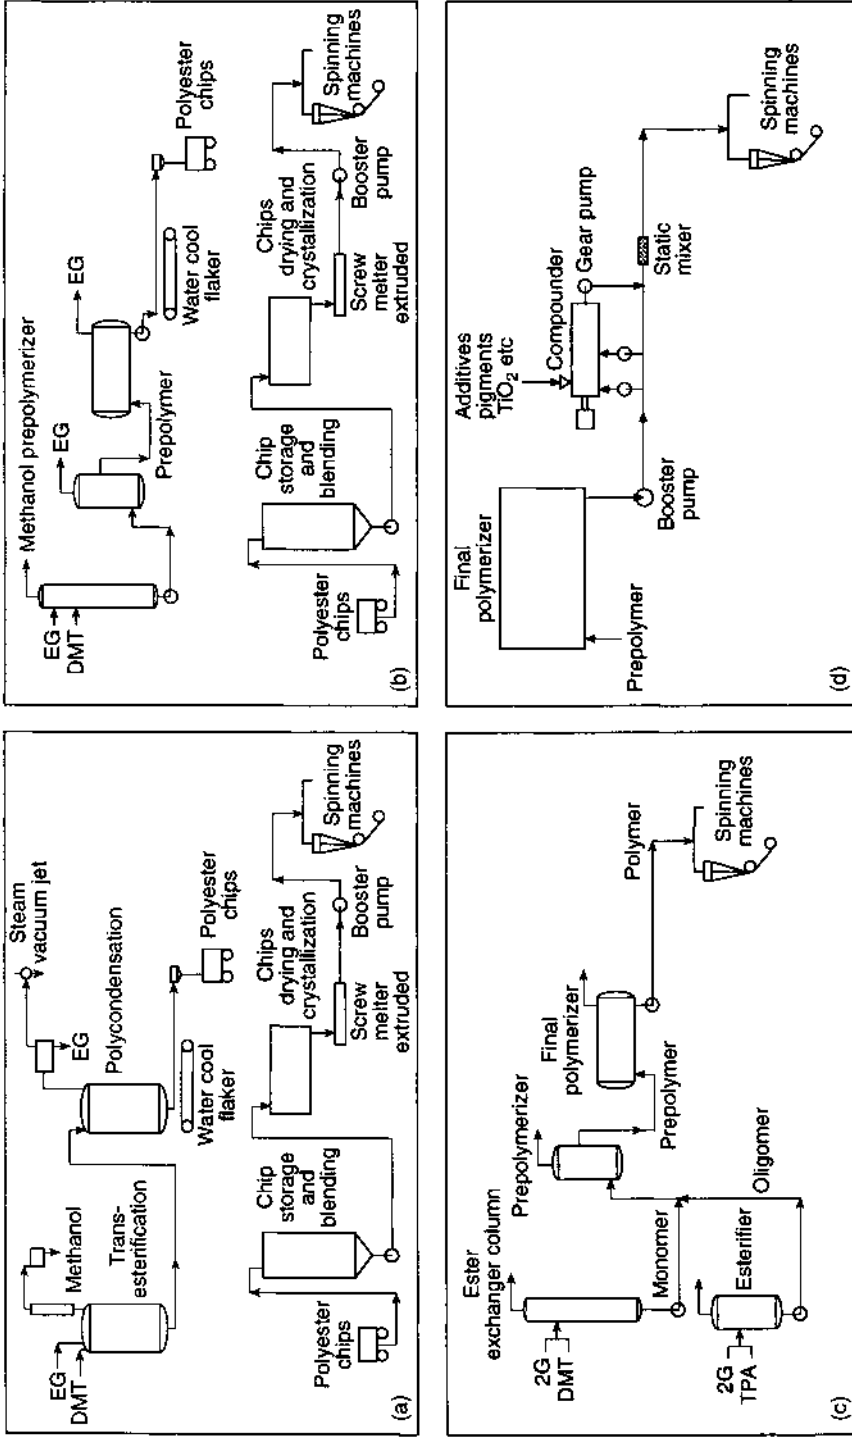 Steam
vacuum jet
EG
Methanol
Polycondensation
EG
DMT
Trans-
esterification
Water cool
flaker
Polyester
chips
Chip
storage
and
blending
Chips
drying and
crystallization
Spinning
machines
Polyester
chips
Screw
melter
extruded
Booster
pump
(a)
Methanol prepolymerizer
EG
EG
EG
DMT
Prepolymer
Water cool
flaker
Polyester
chips
Chip
storage
and
blending
Chips
drying and
crystallization
Spinning
machines
Polyester
chips
Screw
melter
extruded
Booster
pump
(b)
Ester
exchanger column
Prepolymerizer
Final
polymerizer
Polymer
2G
DMT
Monomer
Prepolymer
Spinning
machines
Esterifier
Oligomer
2G
TPA
(c)
Final
polymerizer
Additives
pigments
TiO2 etc
Compounder
Gear pump
Prepolymer
Booster
pump
Static
mixer
Spinning
machines
(d)